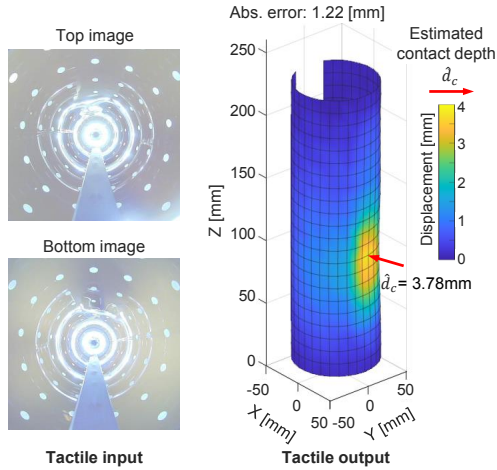 Top image
Bottom image
Tactile input
Abs. error: 1.22 [mm]
Estimated
contact depth
d̂_c
Displacement [mm]
4
3
2
1
0
d̂_c= 3.78mm
Z [mm]
250
200
150
100
50
0
-50
0
50
X [mm]
-50
0
50
Y [mm]
Tactile output